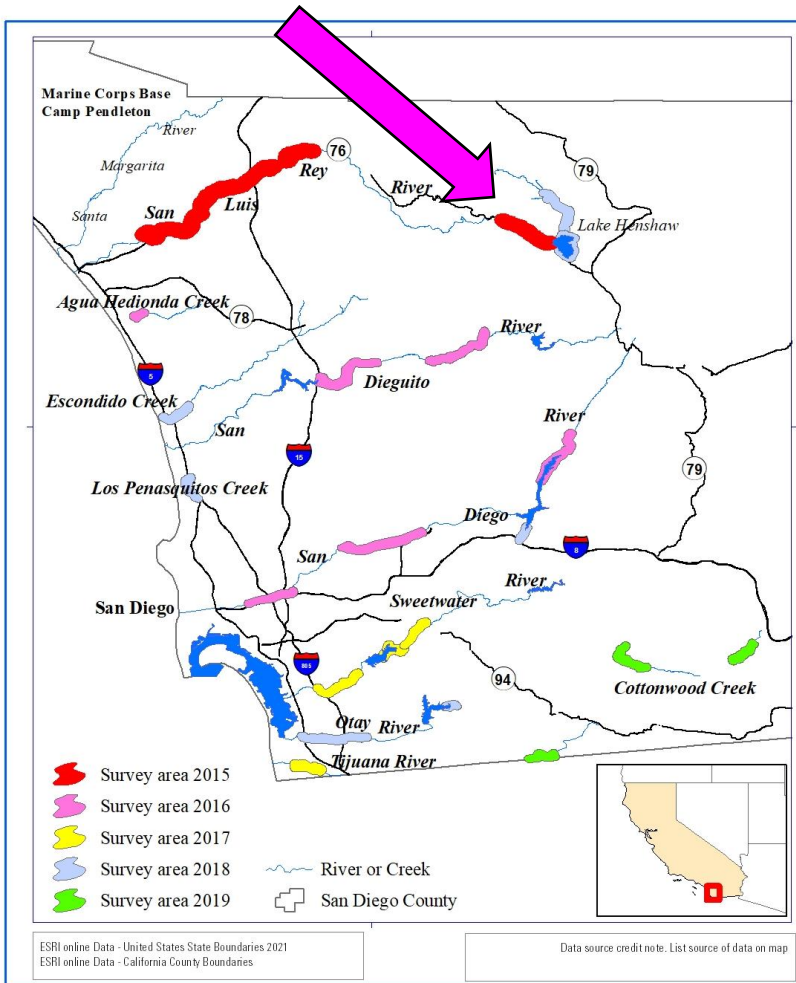 Marine Corps Base
Camp Pendleton
River
Margarita
Santa
San
Luis
Rey
76
River
79
Lake Henshaw
Agua Hedionda Creek
78
River
5
Dieguito
Escondido Creek
San
River
15
79
Los Penasquitos Creek
Diego
San
8
River
San Diego
Sweetwater
805
94
Cottonwood Creek
Otay River
Tijuana River
Survey area 2015
Survey area 2016
Survey area 2017
Survey area 2018
Survey area 2019
River or Creek
San Diego County
ESRI online Data - United States State Boundaries 2021
ESRI online Data - California County Boundaries
Data source credit note. List source of data on map